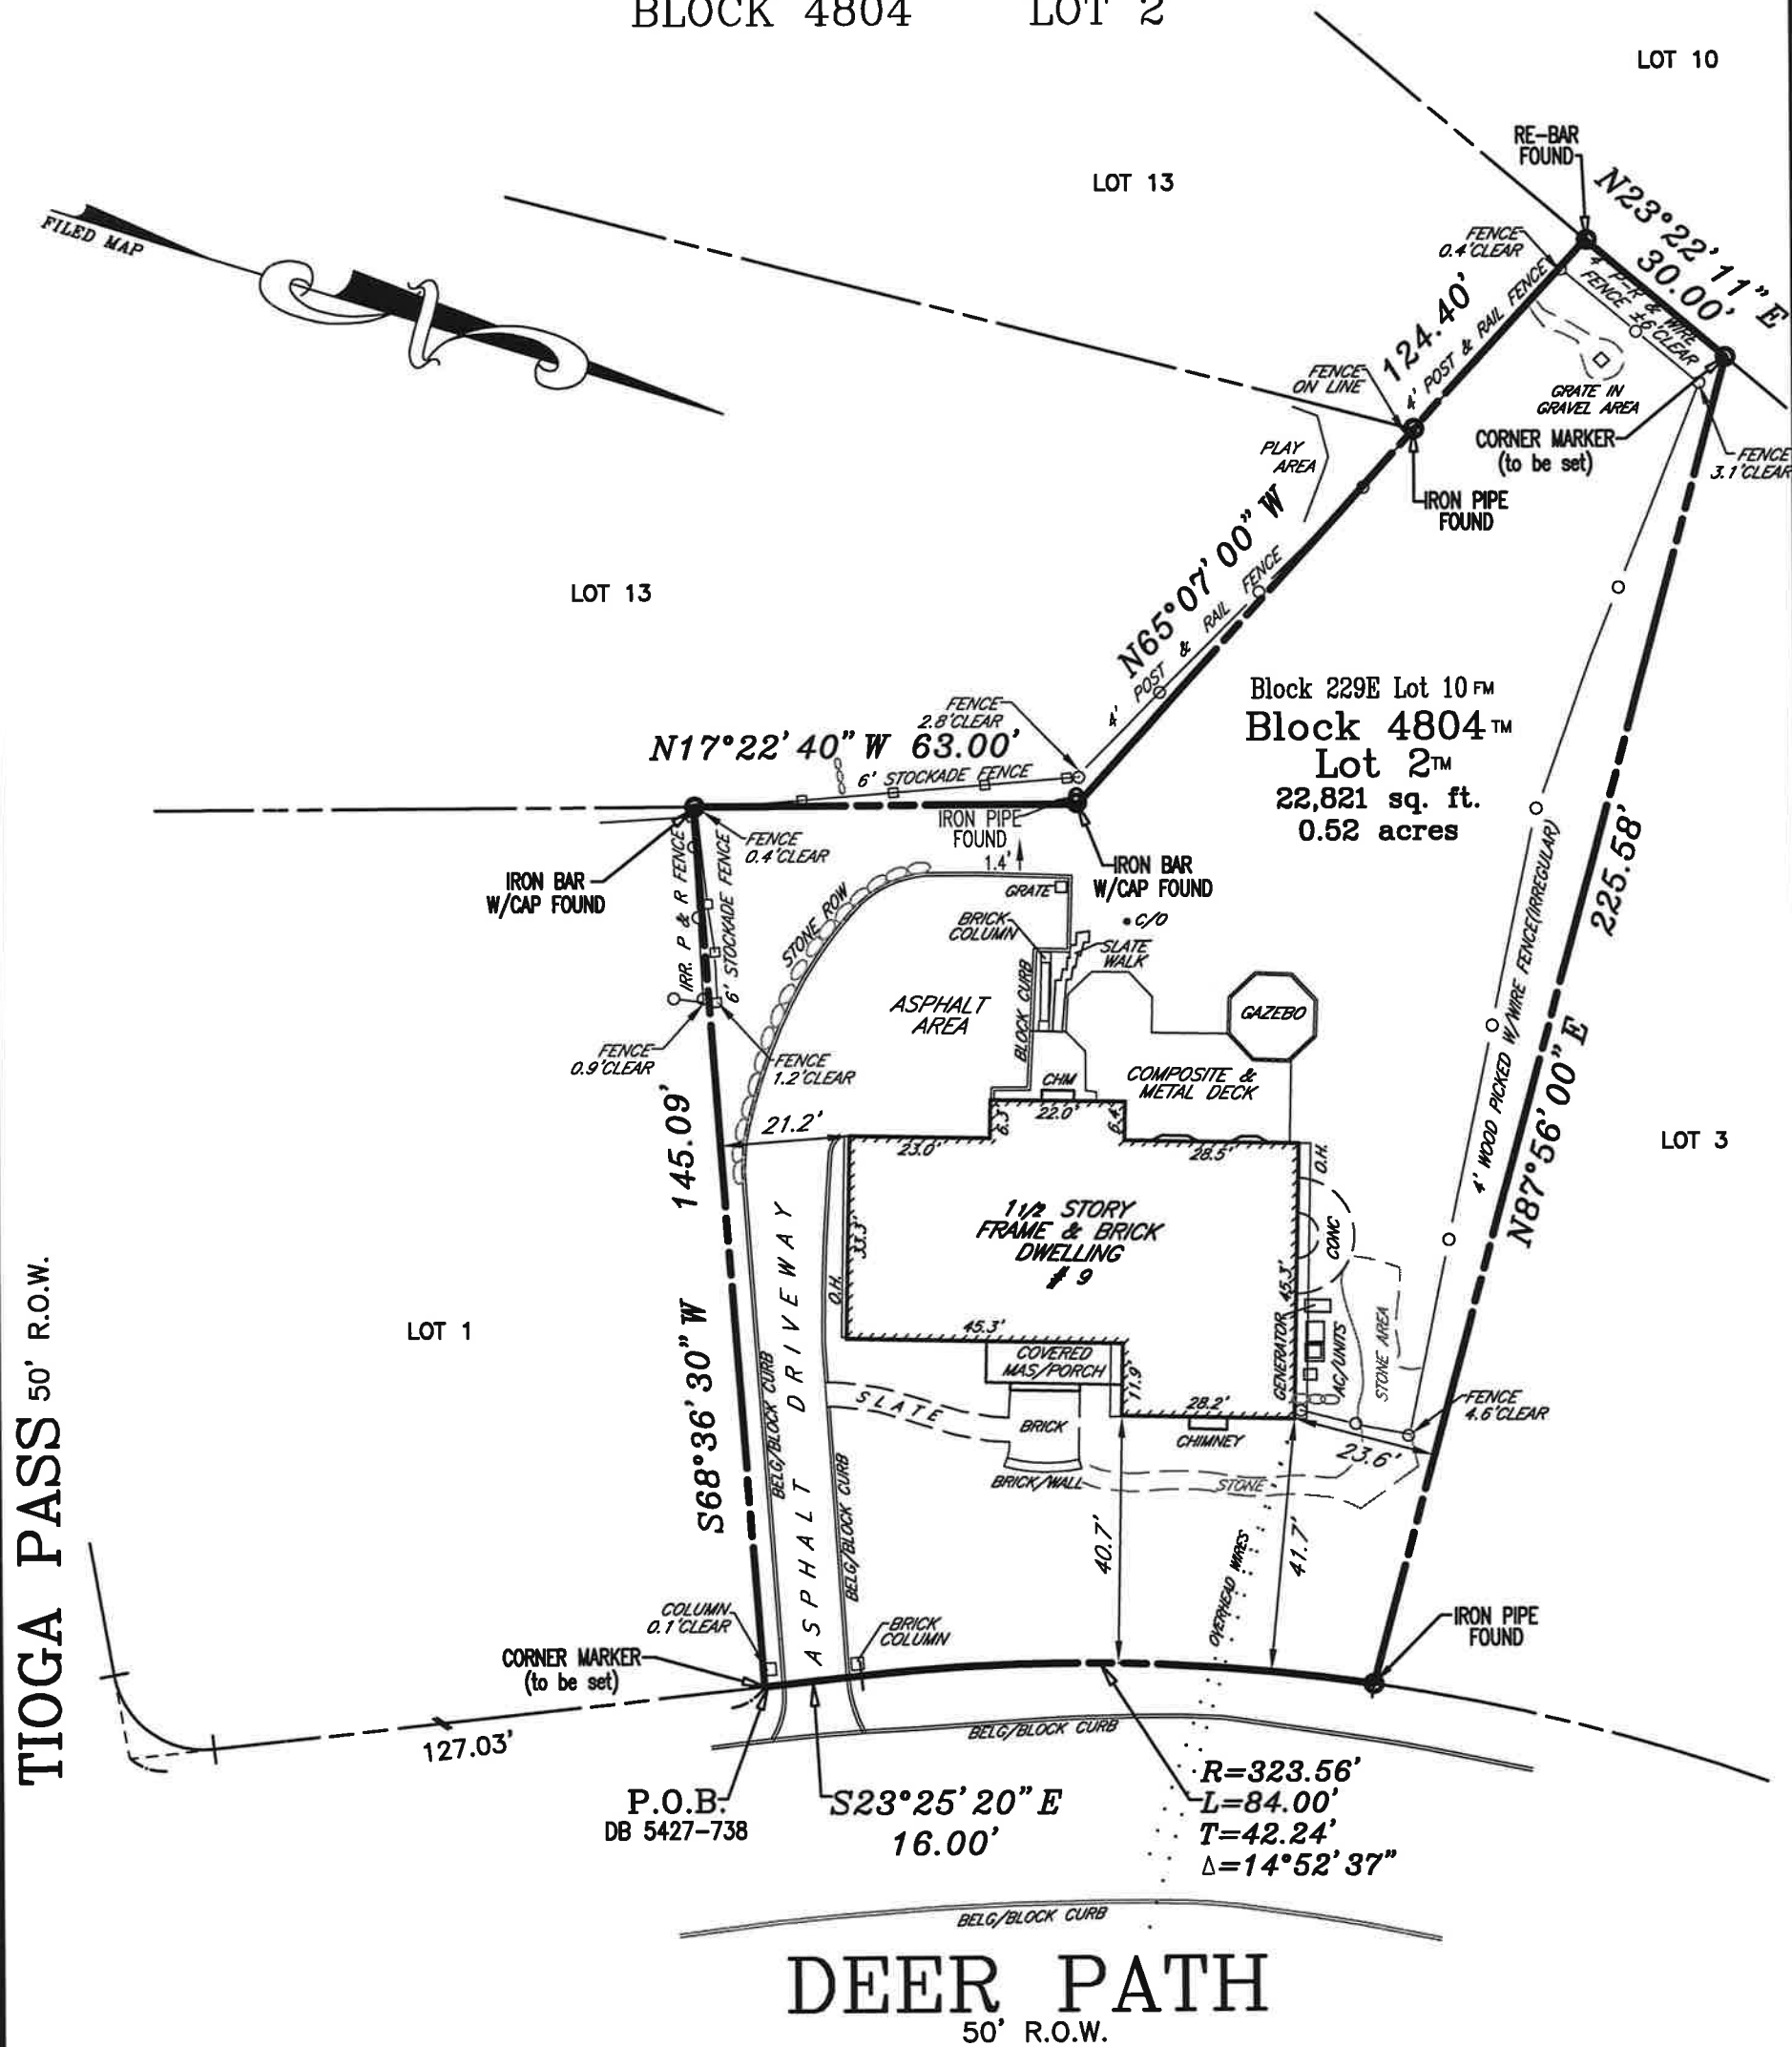 BLOCK 4804 LOT 2
LOT 10
RE-BAR
FOUND
LOT 13
N23°22'11"E
30.00'
FILED MAP
FENCE
0.4'CLEAR
4' P-R & WIRE
FENCE ±6'CLEAR
124.40'
4' POST & RAIL FENCE
FENCE
ON LINE
GRATE IN
GRAVEL AREA
CORNER MARKER
(to be set)
FENCE
3.1'CLEAR
PLAY
AREA
IRON PIPE
FOUND
N65°07'00"W
LOT 13
4' POST & RAIL FENCE
Block 229E Lot 10 FM
Block 4804 TM
Lot 2 TM
22,821 sq. ft.
0.52 acres
FENCE
2.8'CLEAR
N17°22'40"W 63.00'
6' STOCKADE FENCE
IRON PIPE
FOUND
1.4'
FENCE
0.4'CLEAR
IRON BAR
W/CAP FOUND
IRON BAR
W/CAP FOUND
IRR. P & R FENCE
6' STOCKADE FENCE
STONE ROW
GRATE
C/O
BRICK
COLUMN
SLATE
WALK
BLOCK CURB
ASPHALT
AREA
GAZEBO
225.58'
4' WOOD PICKED W/WIRE FENCE(IRREGULAR)
N87°56'00"E
FENCE
0.9'CLEAR
FENCE
1.2'CLEAR
CHM
COMPOSITE &
METAL DECK
LOT 3
145.09'
21.2'
22.0'
6.3'
6.4'
23.0'
28.5'
O.H.
1 1/2 STORY
FRAME & BRICK
DWELLING
# 9
33.3'
O.H.
CONC
45.3'
GENERATOR
AC/UNITS
STONE AREA
LOT 1
S68°36'30"W
45.3'
COVERED
MAS/PORCH
11.9'
28.2'
CHIMNEY
FENCE
4.6'CLEAR
23.6'
BELG/BLOCK CURB
ASPHALT DRIVEWAY
BELG/BLOCK CURB
SLATE
BRICK
BRICK/WALL
STONE
40.7'
OVERHEAD WIRES
41.7'
TIOGA PASS 50' R.O.W.
COLUMN
0.1'CLEAR
BRICK
COLUMN
CORNER MARKER
(to be set)
IRON PIPE
FOUND
127.03'
BELG/BLOCK CURB
P.O.B.
DB 5427-738
S23°25'20"E
16.00'
R=323.56'
L=84.00'
T=42.24'
Δ=14°52'37"
BELG/BLOCK CURB
DEER PATH
50' R.O.W.